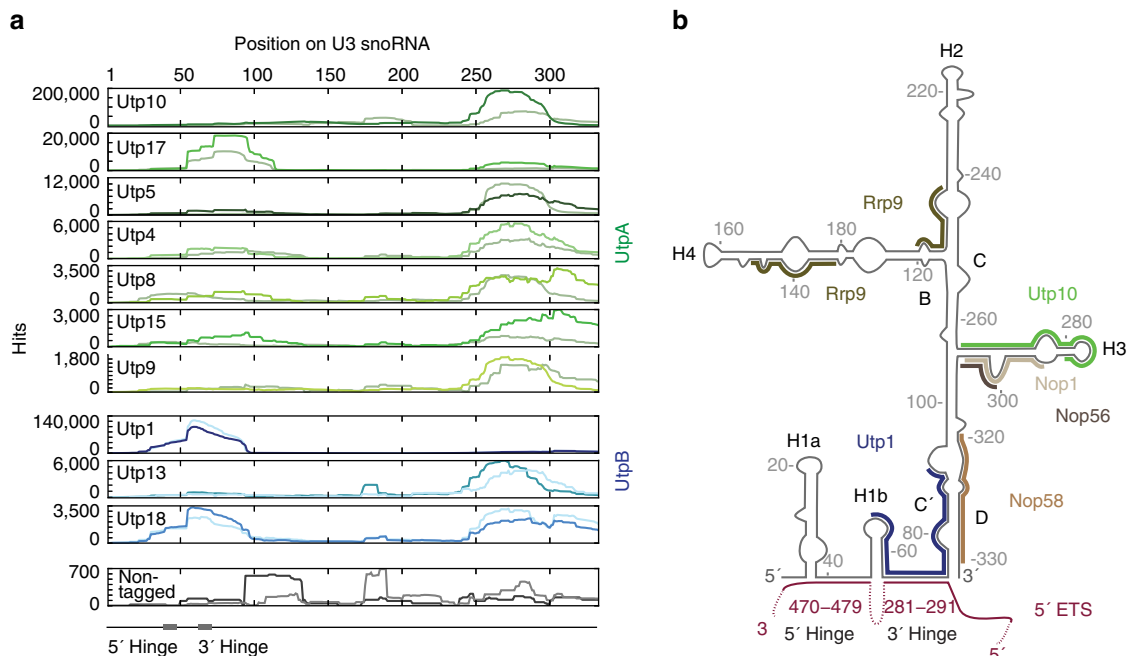 a
Position on U3 snoRNA
1 50 100 150 200 250 300
Hits
200,000
0
Utp10
20,000
0
Utp17
12,000
0
Utp5
6,000
0
Utp4
3,500
0
Utp8
3,000
0
Utp15
1,800
0
Utp9
UtpA
140,000
0
Utp1
6,000
0
Utp13
3,500
0
Utp18
UtpB
700
0
Non-
tagged
5´ Hinge 3´ Hinge
b
H2
220-
-240
Rrp9
160
180
H4
C
140
120
Rrp9
B
Utp10
-260
280
H3
Nop1
300
100-
Nop56
-320
H1a
Utp1
20-
H1b
C´
Nop58
80-
D
-60
-330
40
5´
3´
470–479 281–291
5´ ETS
3
5´ Hinge 3´ Hinge
5´